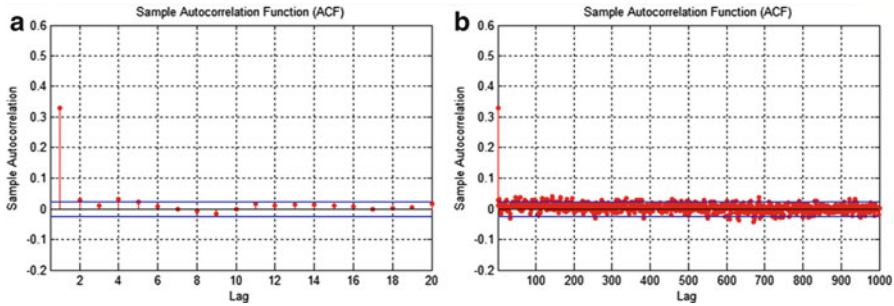 a
Sample Autocorrelation Function (ACF)
Sample Autocorrelation
0.6
0.5
0.4
0.3
0.2
0.1
0
-0.1
-0.2
2 4 6 8 10 12 14 16 18 20
Lag
b
Sample Autocorrelation Function (ACF)
Sample Autocorrelation
0.6
0.5
0.4
0.3
0.2
0.1
0
-0.1
-0.2
100 200 300 400 500 600 700 800 900 1000
Lag